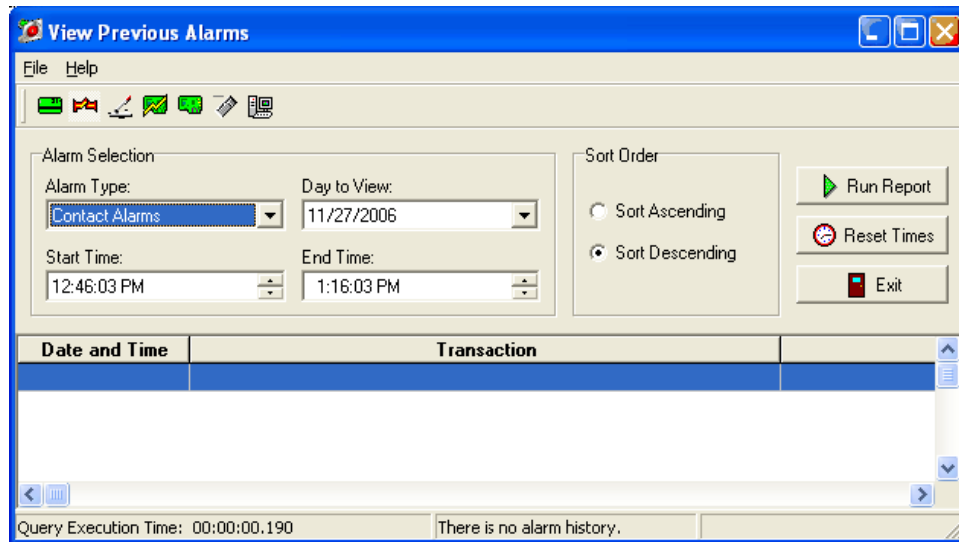 View Previous Alarms
File Help
Alarm Selection
Sort Order
Alarm Type:
Day to View:
Contact Alarms
11/27/2006
Start Time:
End Time:
12:46:03 PM
1:16:03 PM
Sort Ascending
Sort Descending
Run Report
Reset Times
Exit
Date and Time Transaction
Query Execution Time: 00:00:00.190 There is no alarm history.